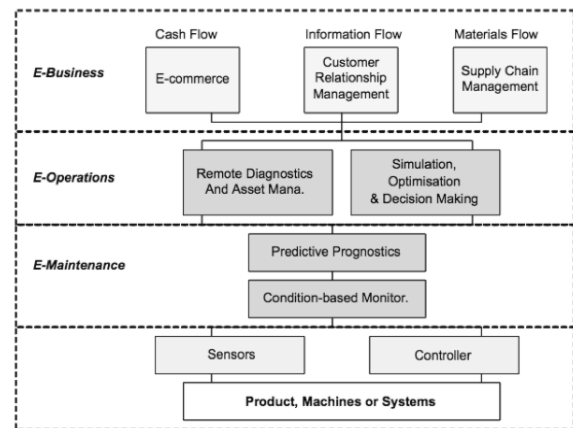 Cash Flow Information Flow Materials Flow
E-Business
E-commerce
Customer
Relationship
Management
Supply Chain
Management
E-Operations
Remote Diagnostics
And Asset Mana.
Simulation,
Optimisation
& Decision Making
E-Maintenance
Predictive Prognostics
Condition-based Monitor.
Sensors
Controller
Product, Machines or Systems